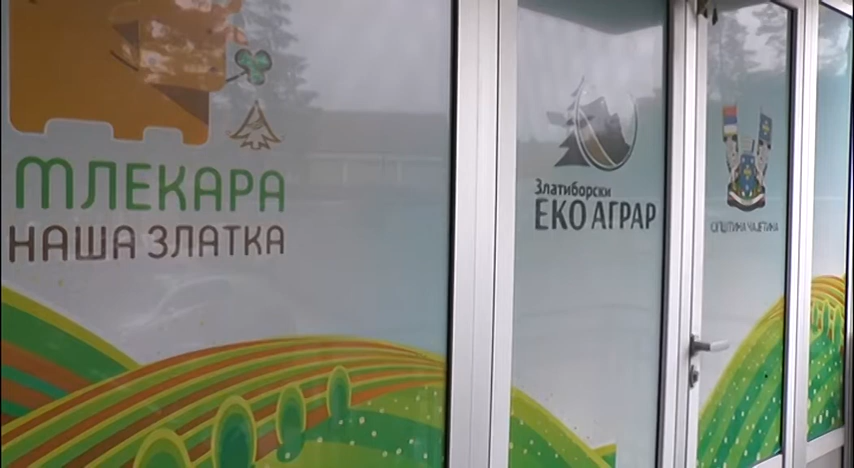 МЛЕКАРА
НАША ЗЛАТКА
Златиборски
ЕКО АГРАР
ОПШТИНА ЧАЈЕТИНА